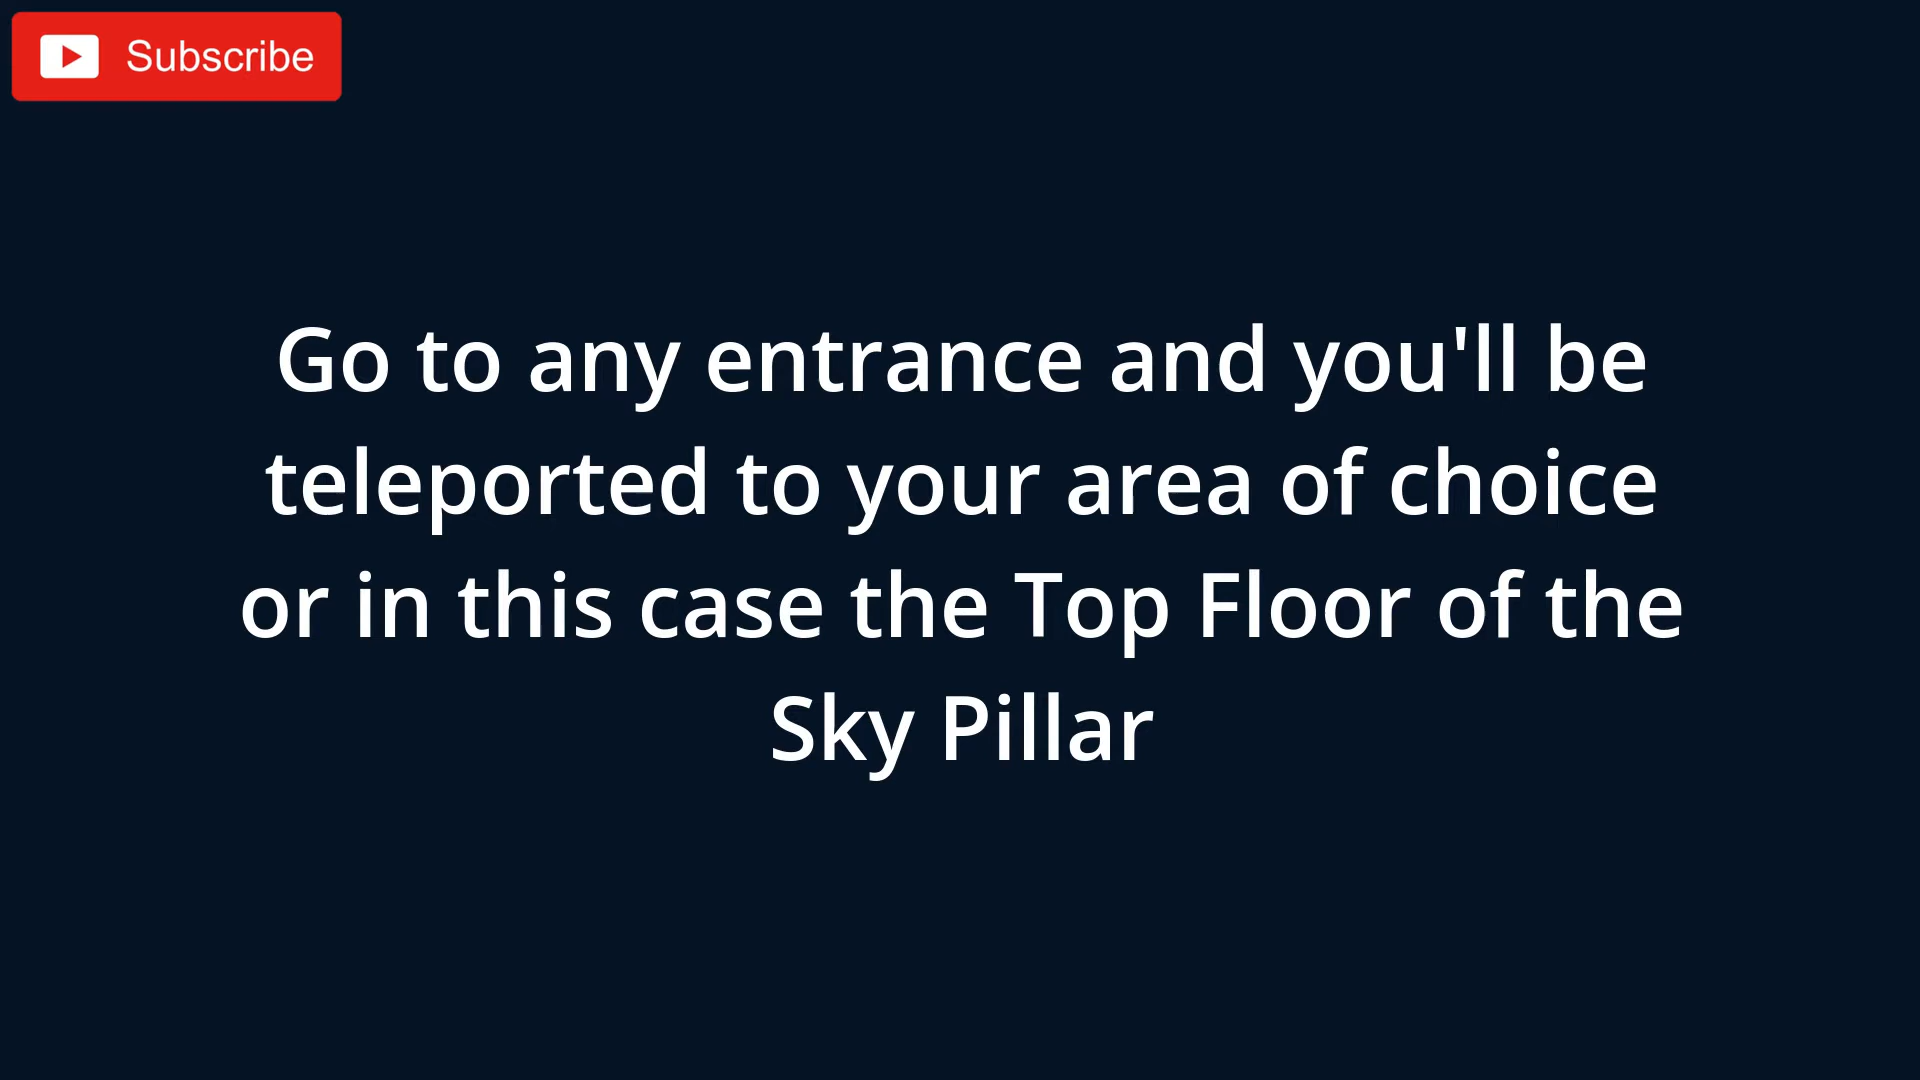 Subscribe
Go to any entrance and you'll be
teleported to your area of choice
or in this case the Top Floor of the
Sky Pillar